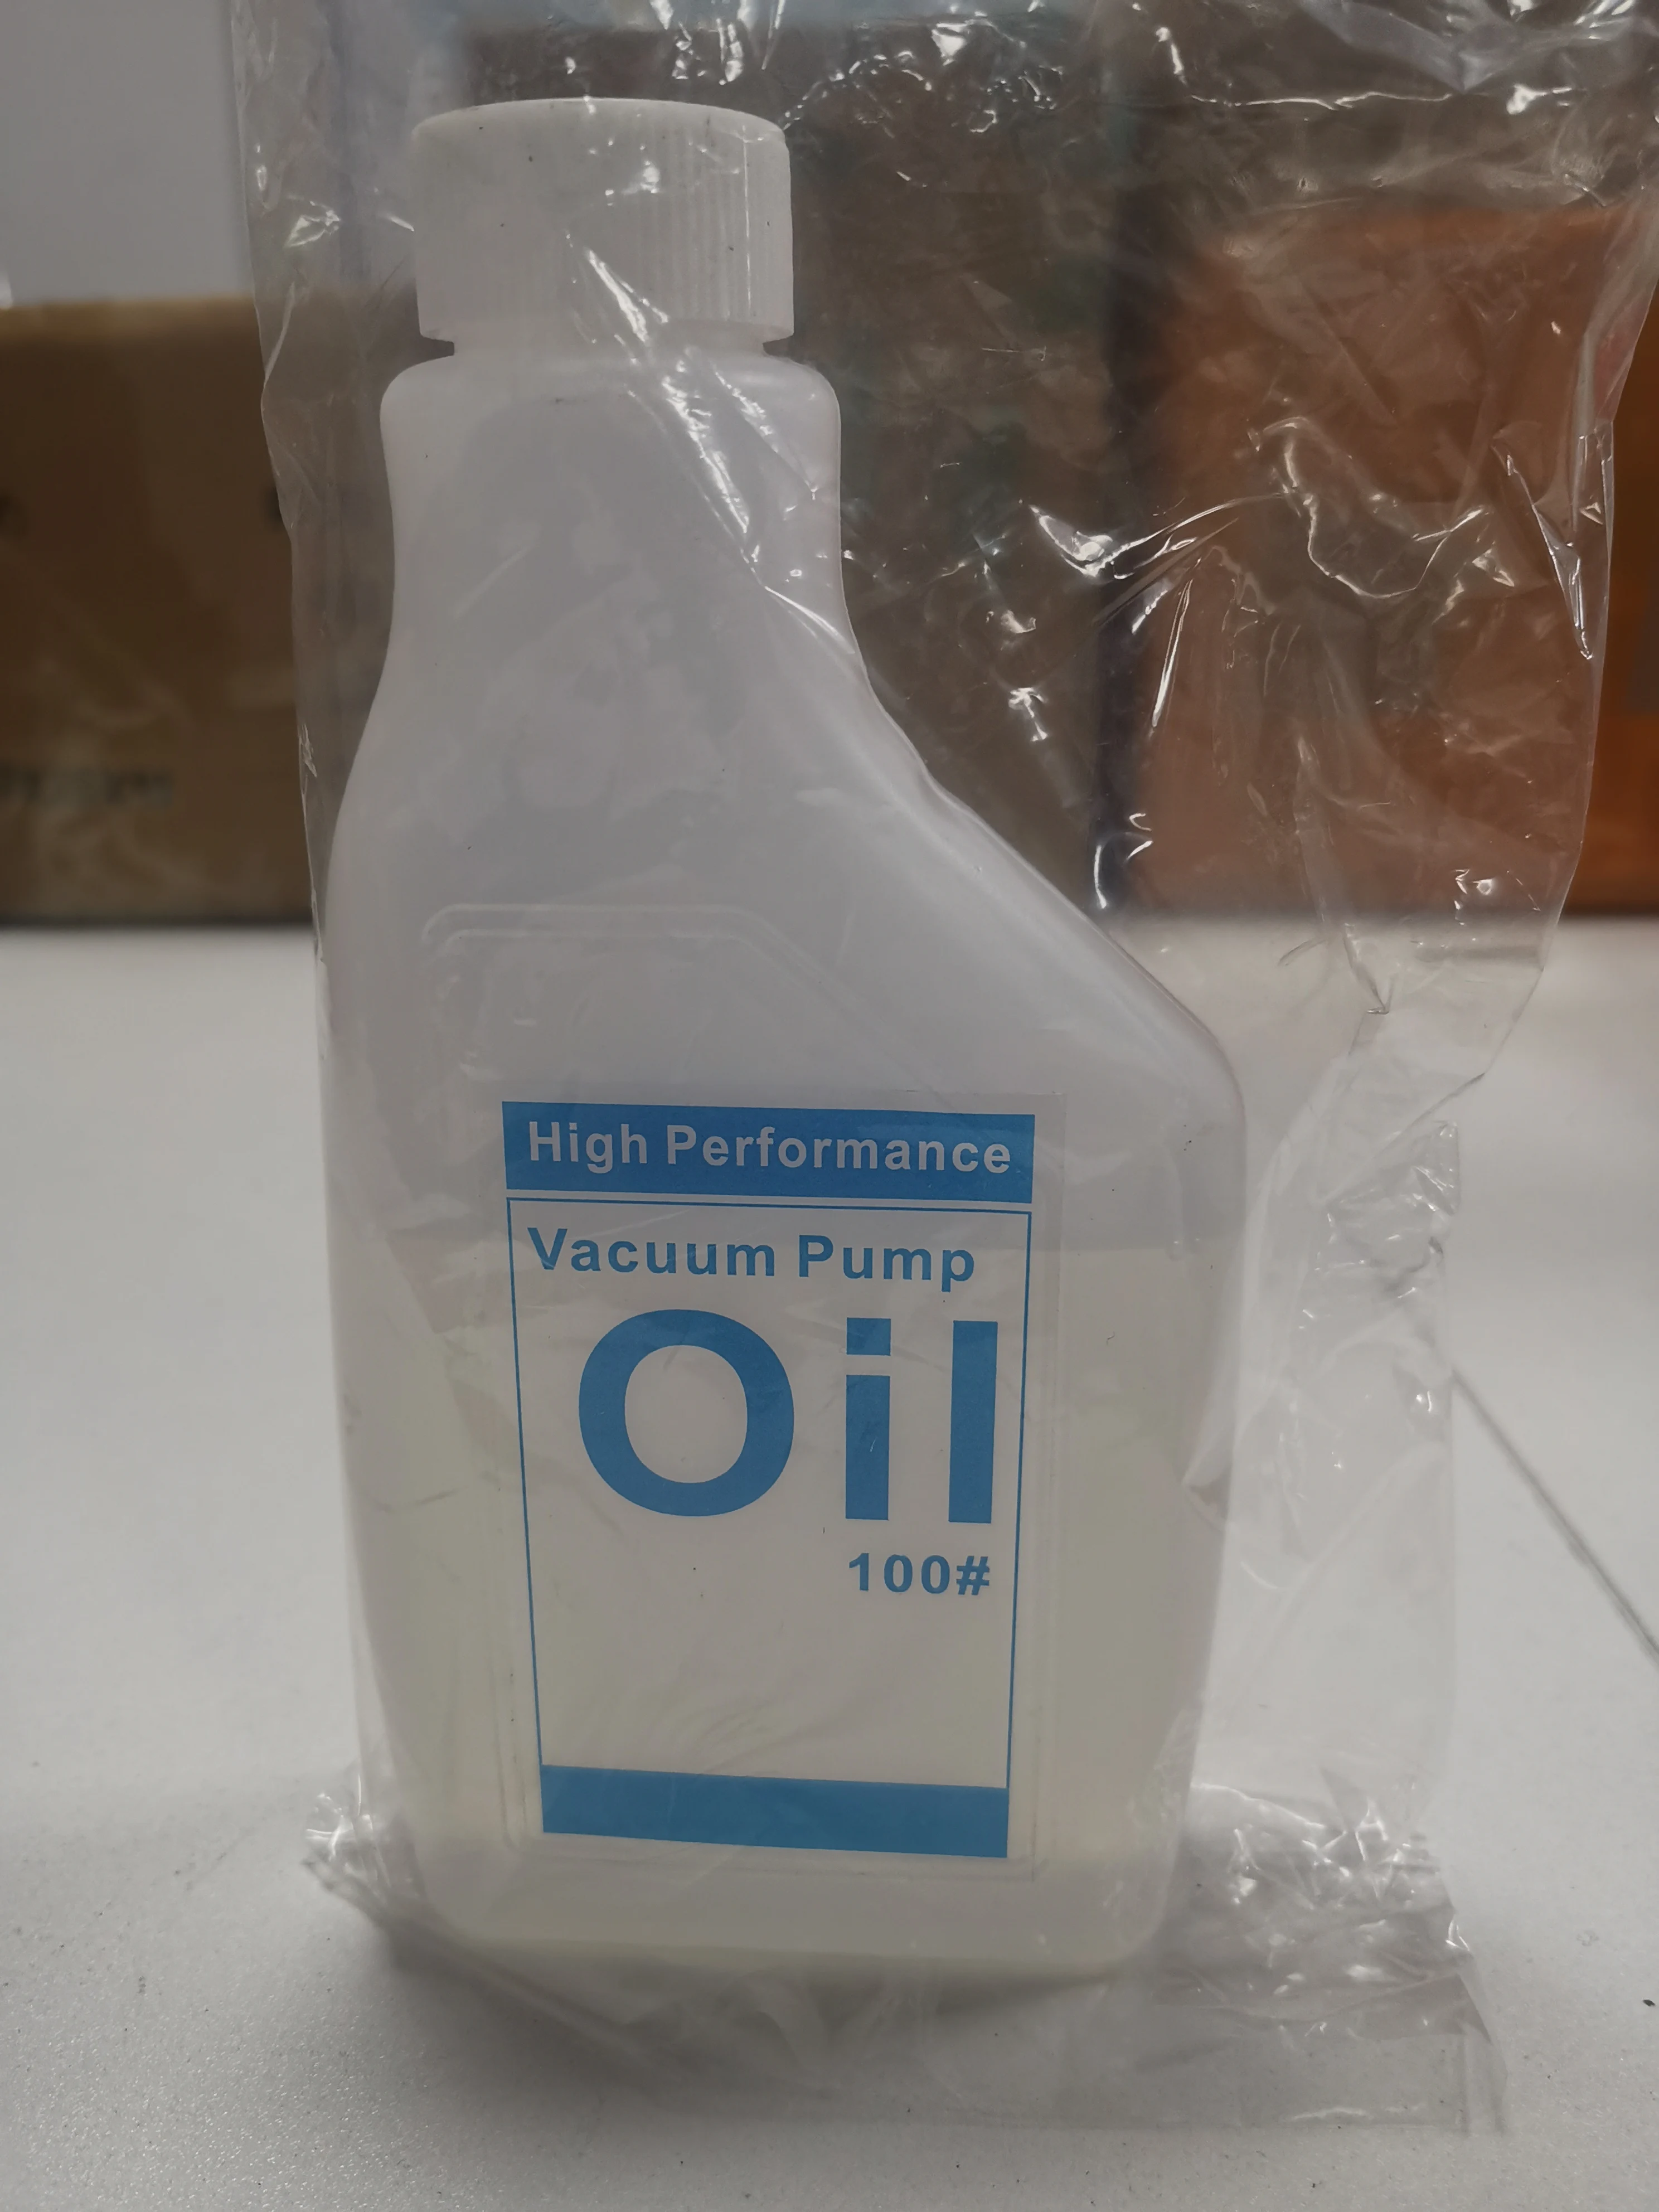 High Performance
Vacuum Pump
Oil
100#